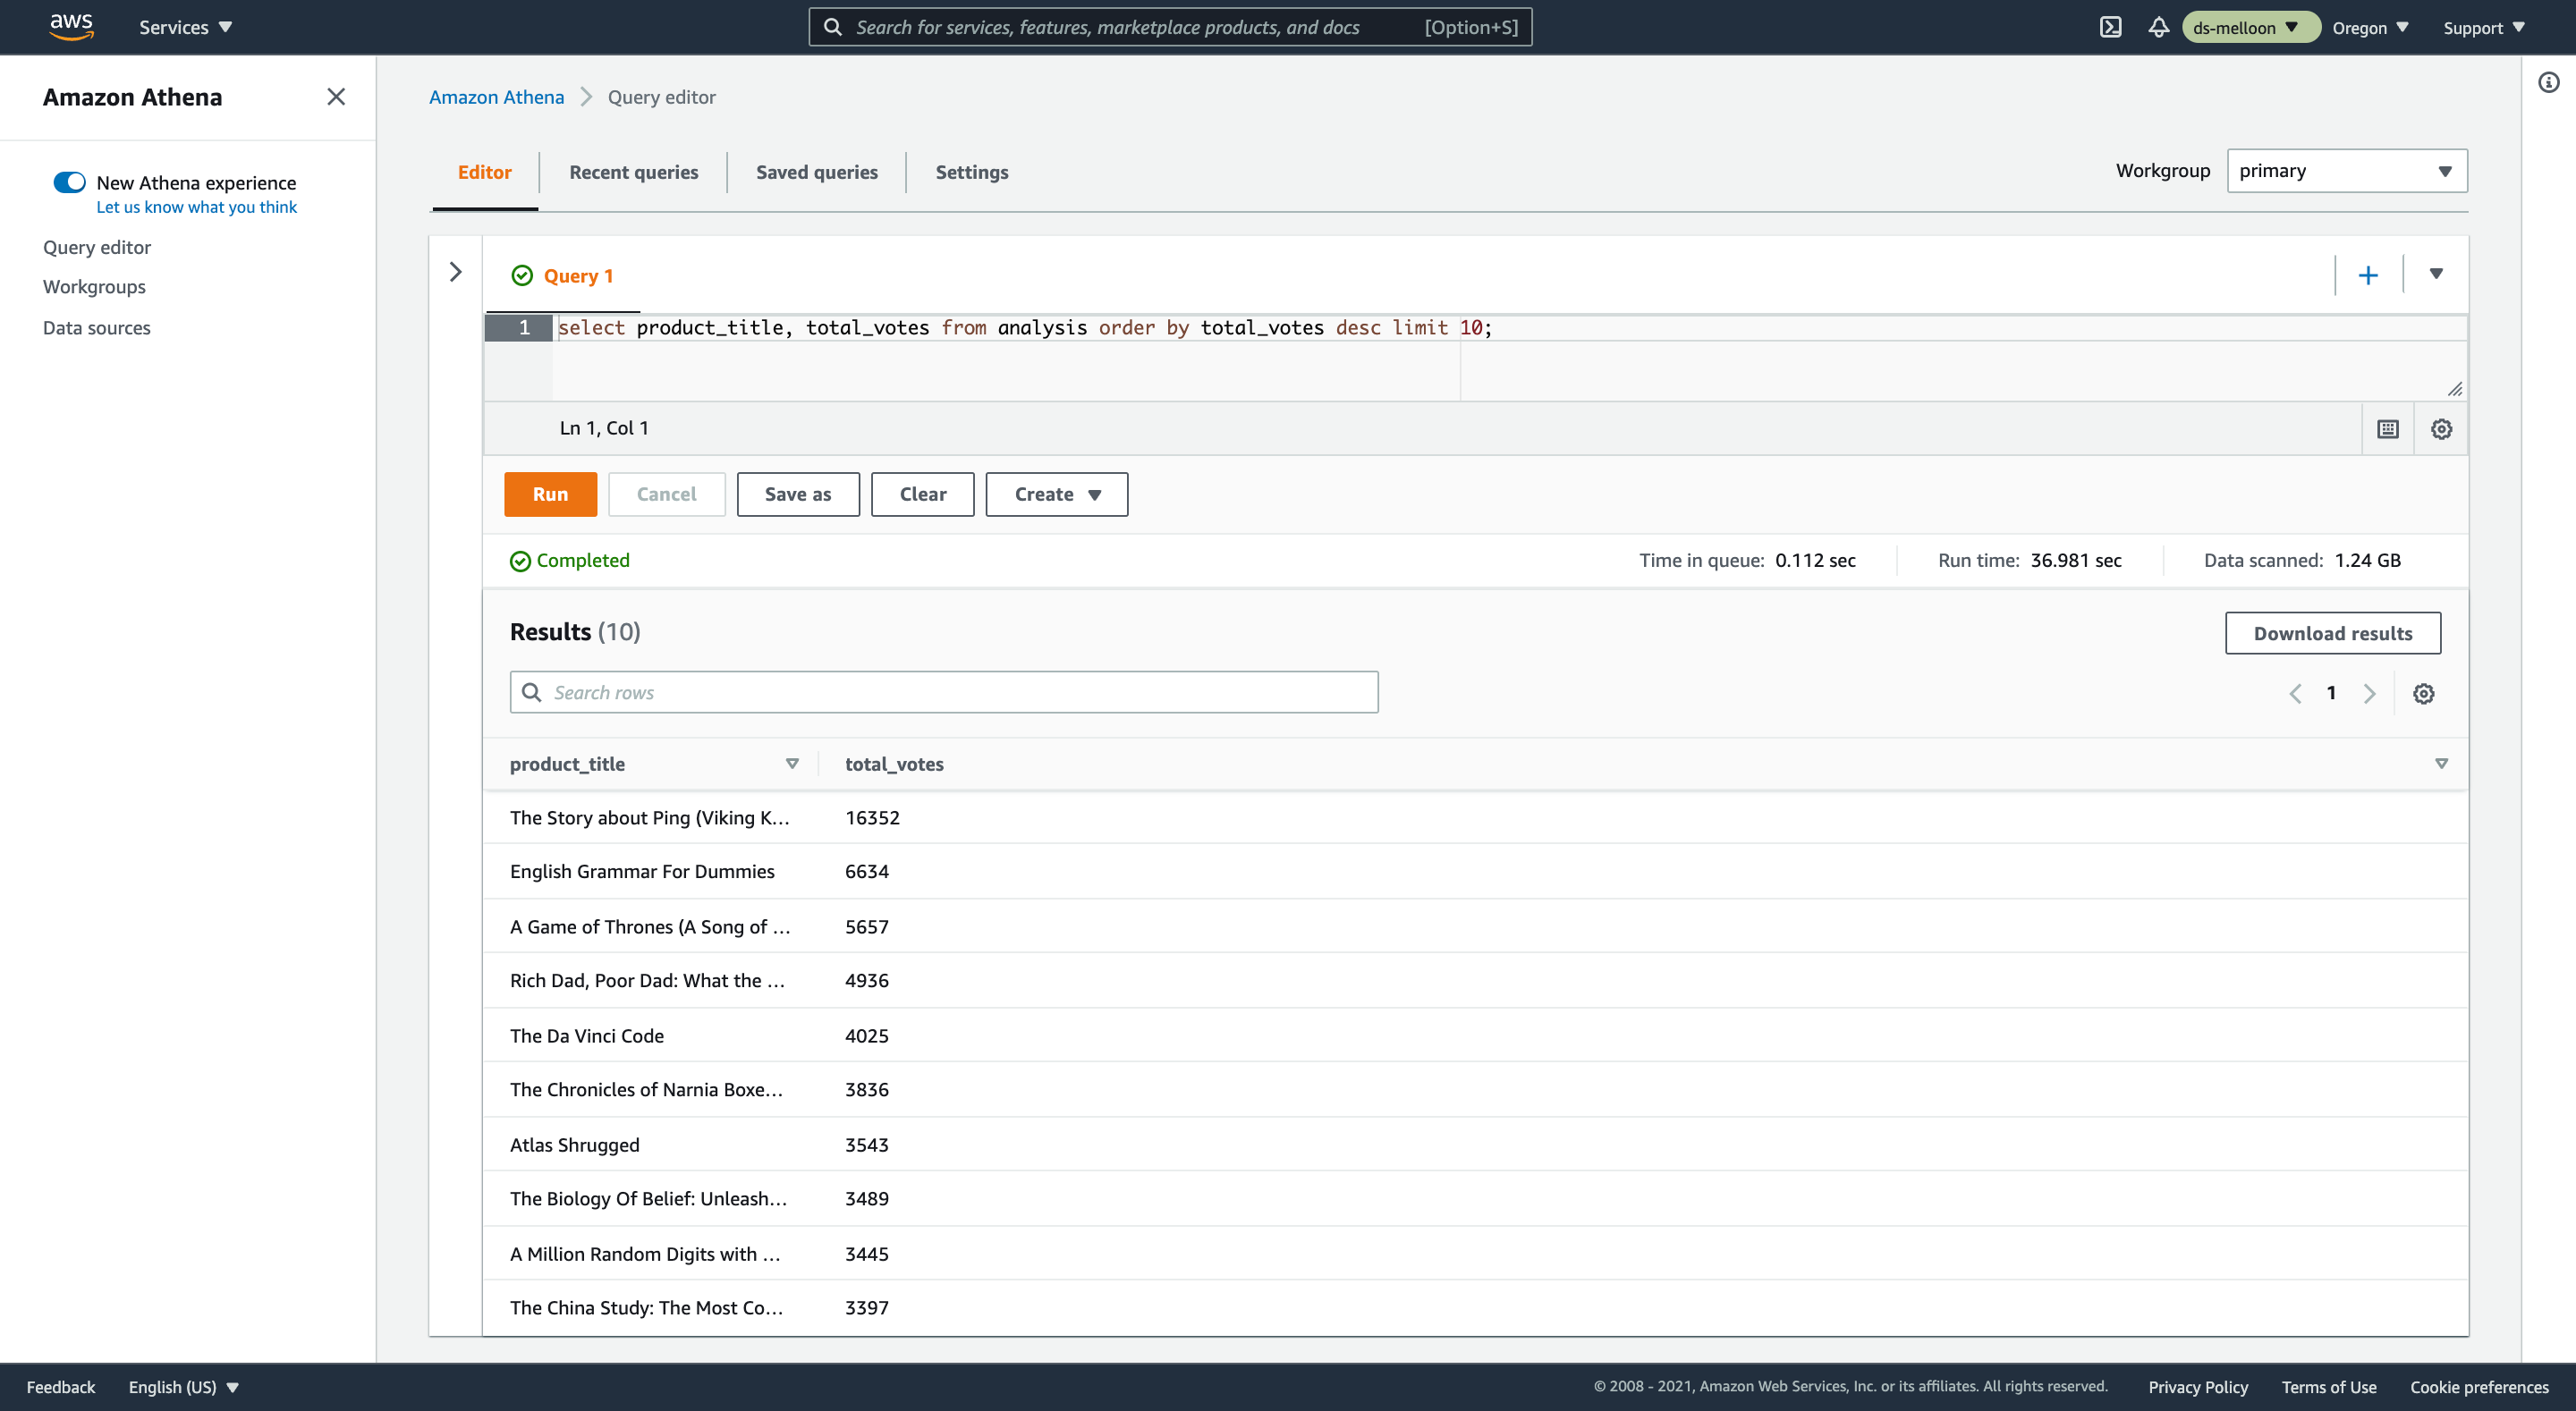 aws
Services
Search for services, features, marketplace products, and docs
[Option+S]
ds-melloon
Oregon
Support
Amazon Athena
Amazon Athena
Query editor
New Athena experience
Let us know what you think
Query editor
Workgroups
Data sources
Editor
Recent queries
Saved queries
Settings
Workgroup
primary
Query 1
1
select product_title, total_votes from analysis order by total_votes desc limit 10;
Ln 1, Col 1
Run
Cancel
Save as
Clear
Create
Completed
Time in queue: 0.112 sec
Run time: 36.981 sec
Data scanned: 1.24 GB
Results (10)
Download results
Search rows
1
product_title
total_votes
The Story about Ping (Viking K… 16352
English Grammar For Dummies 6634
A Game of Thrones (A Song of … 5657
Rich Dad, Poor Dad: What the … 4936
The Da Vinci Code 4025
The Chronicles of Narnia Boxe… 3836
Atlas Shrugged 3543
The Biology Of Belief: Unleash… 3489
A Million Random Digits with … 3445
The China Study: The Most Co… 3397
Feedback
English (US)
© 2008 - 2021, Amazon Web Services, Inc. or its affiliates. All rights reserved.
Privacy Policy
Terms of Use
Cookie preferences